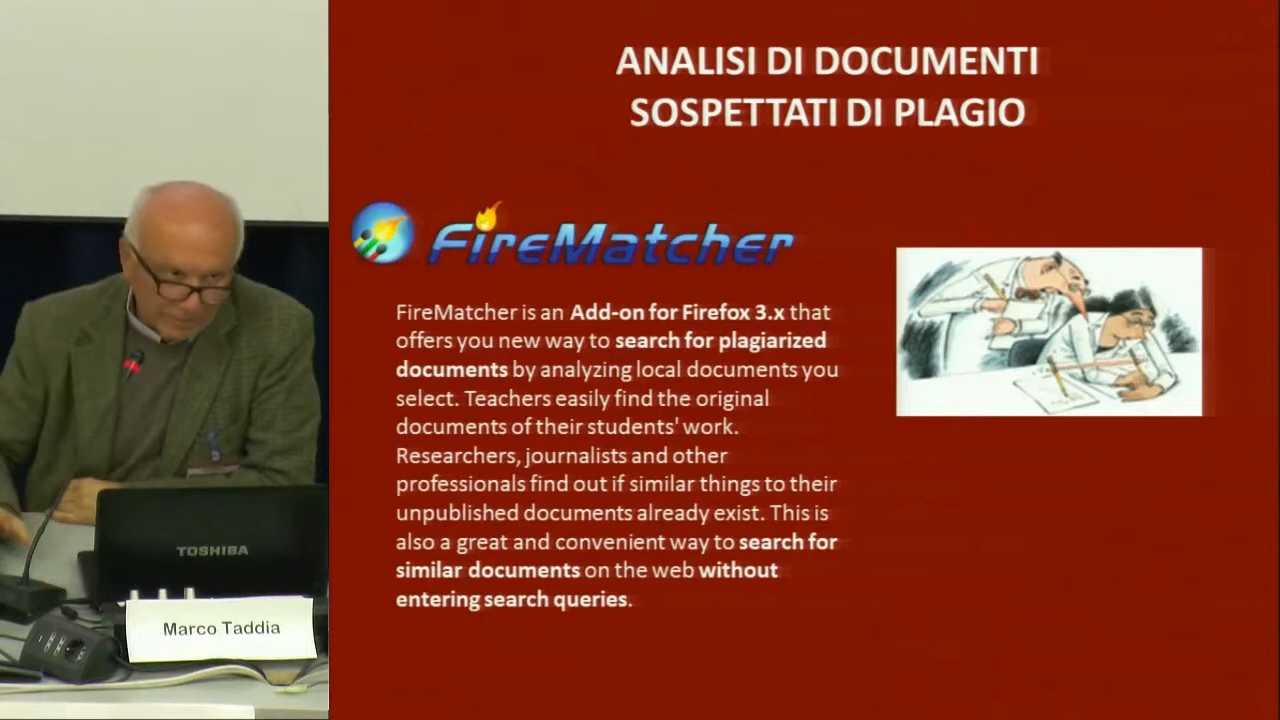 ANALISI DI DOCUMENTI
SOSPETTATI DI PLAGIO
FireMatcher
FireMatcher is an Add-on for Firefox 3.x that
offers you new way to search for plagiarized
documents by analyzing local documents you
select. Teachers easily find the original
documents of their students' work.
Researchers, journalists and other
professionals find out if similar things to their
unpublished documents already exist. This is
also a great and convenient way to search for
similar documents on the web without
entering search queries.
TOSHIBA
Marco Taddia